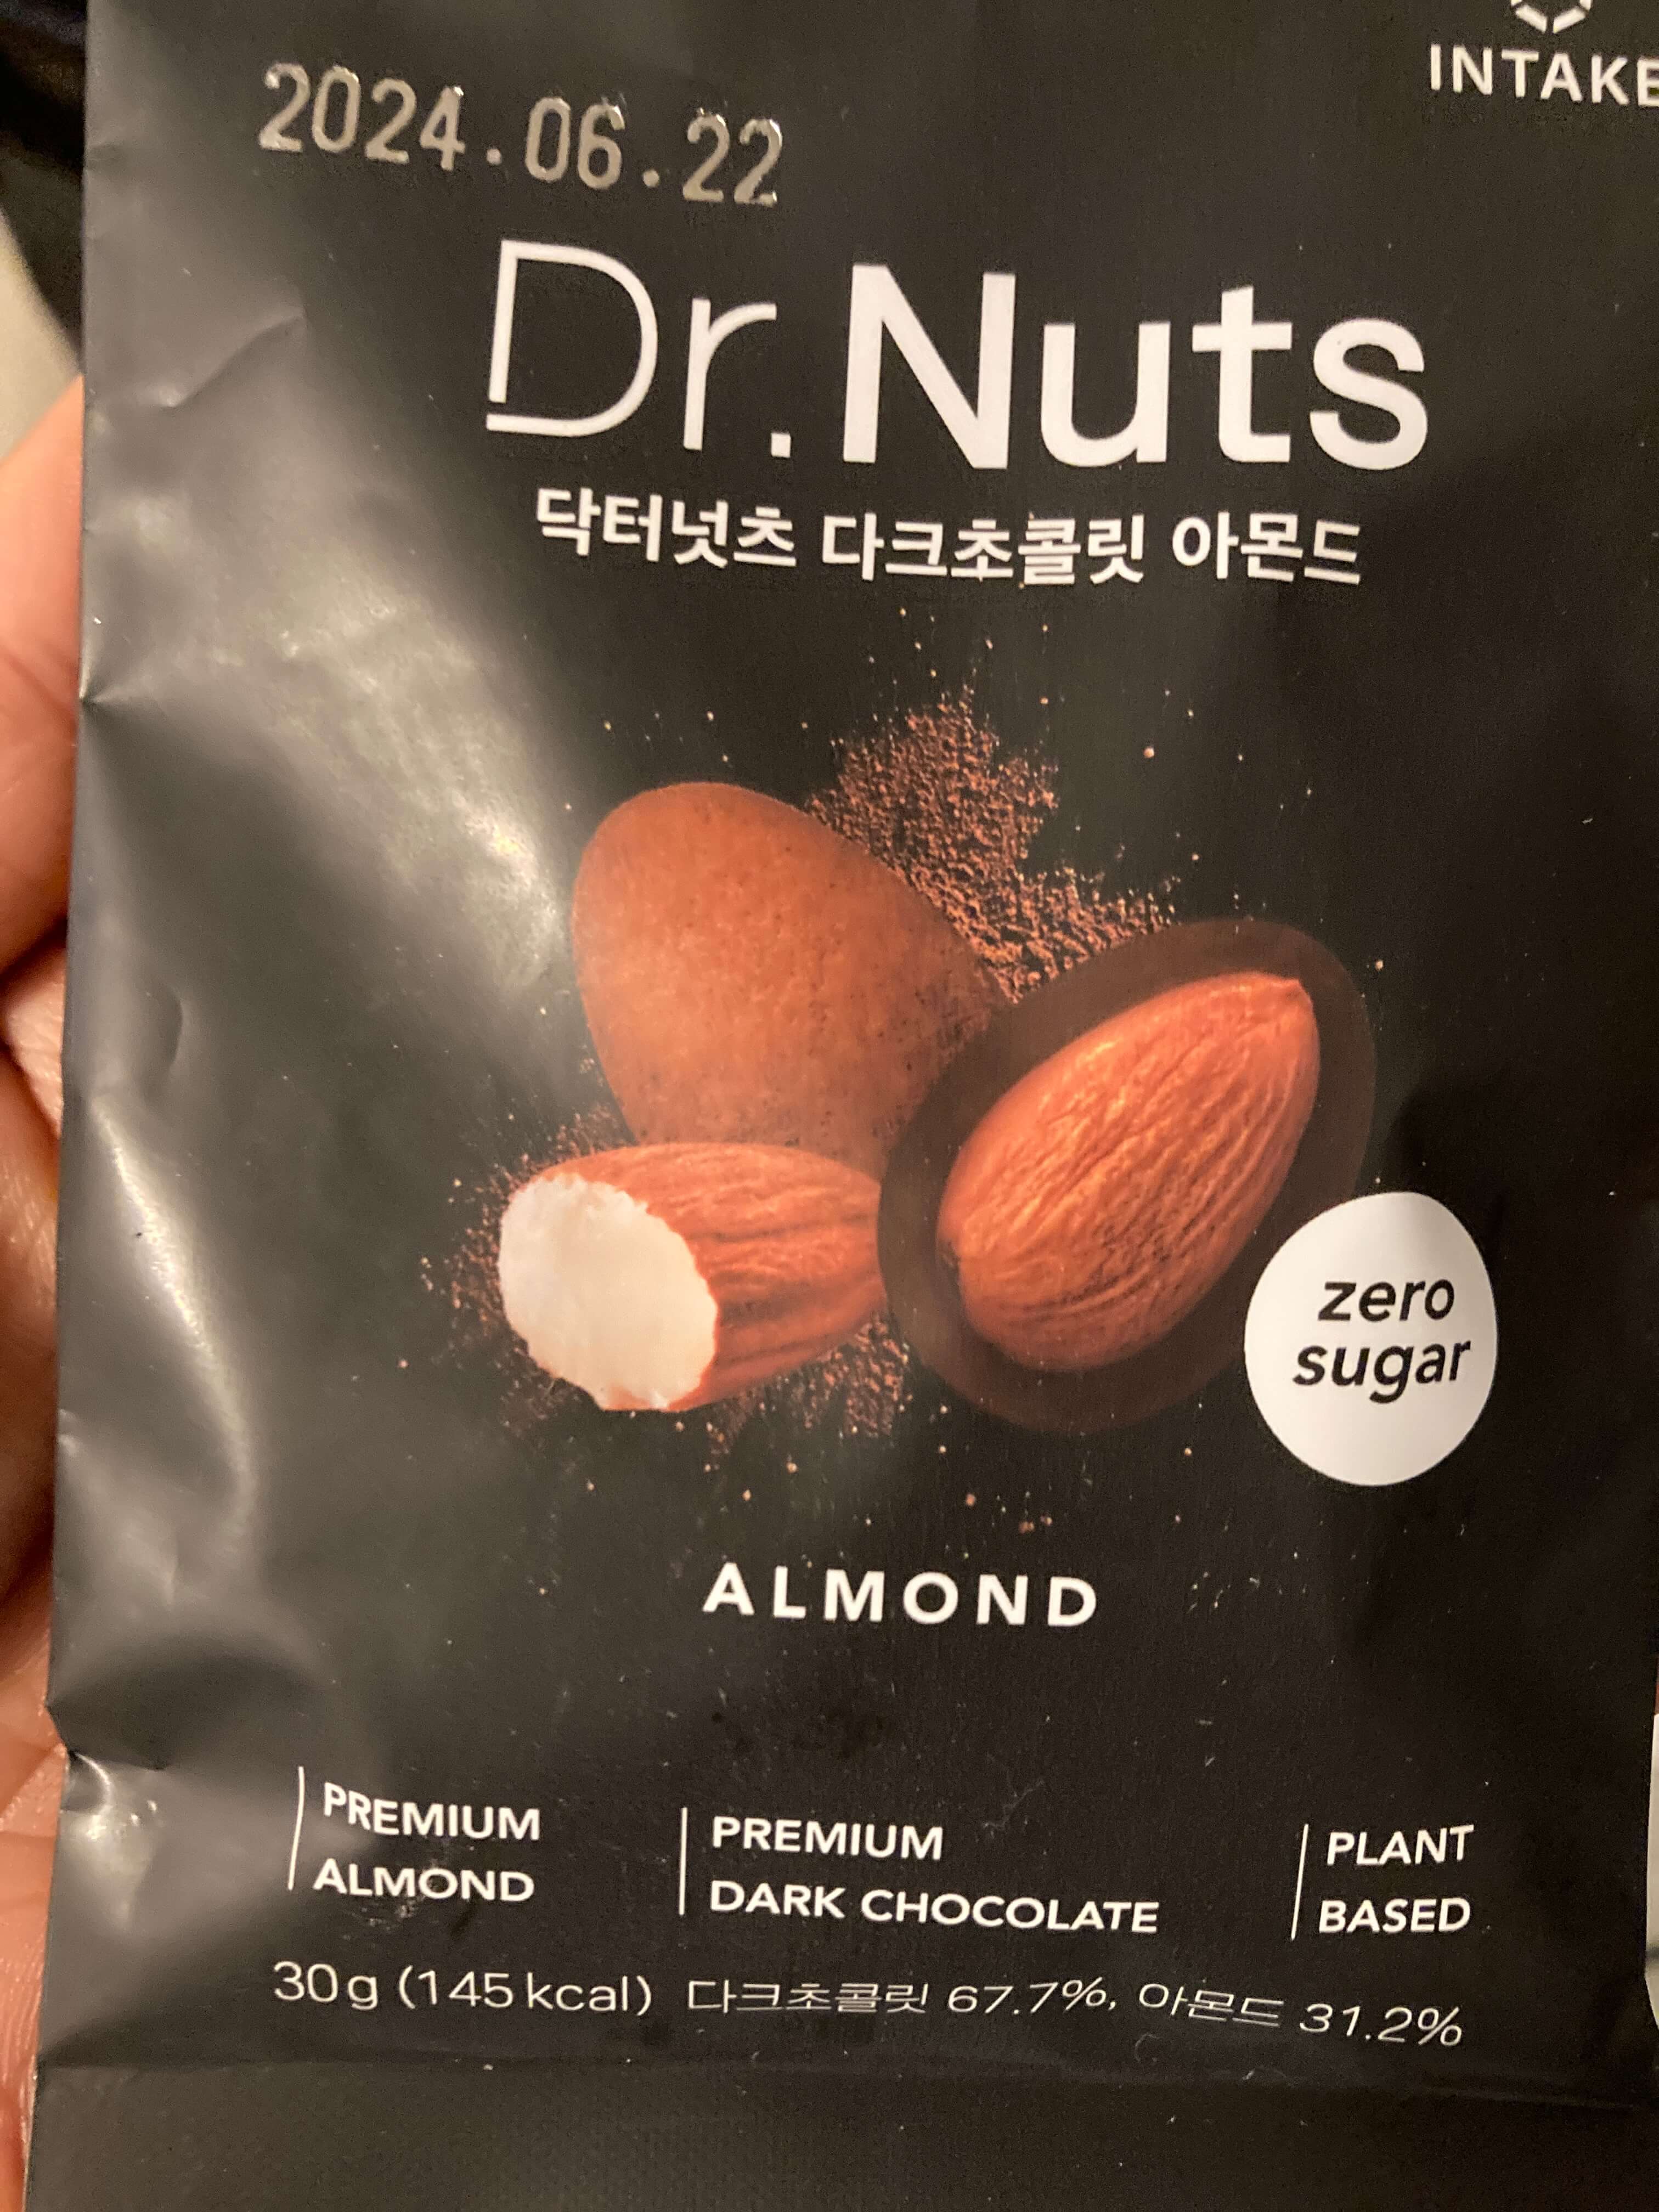 INTAKE
2024.06.22
Dr.Nuts
닥터넛츠 다크초콜릿 아몬드
zero
sugar
ALMOND
PREMIUM
ALMOND
PREMIUM
DARK CHOCOLATE
PLANT
BASED
30g (145 kcal) 다크초콜릿 67.7%, 아몬드 31.2%